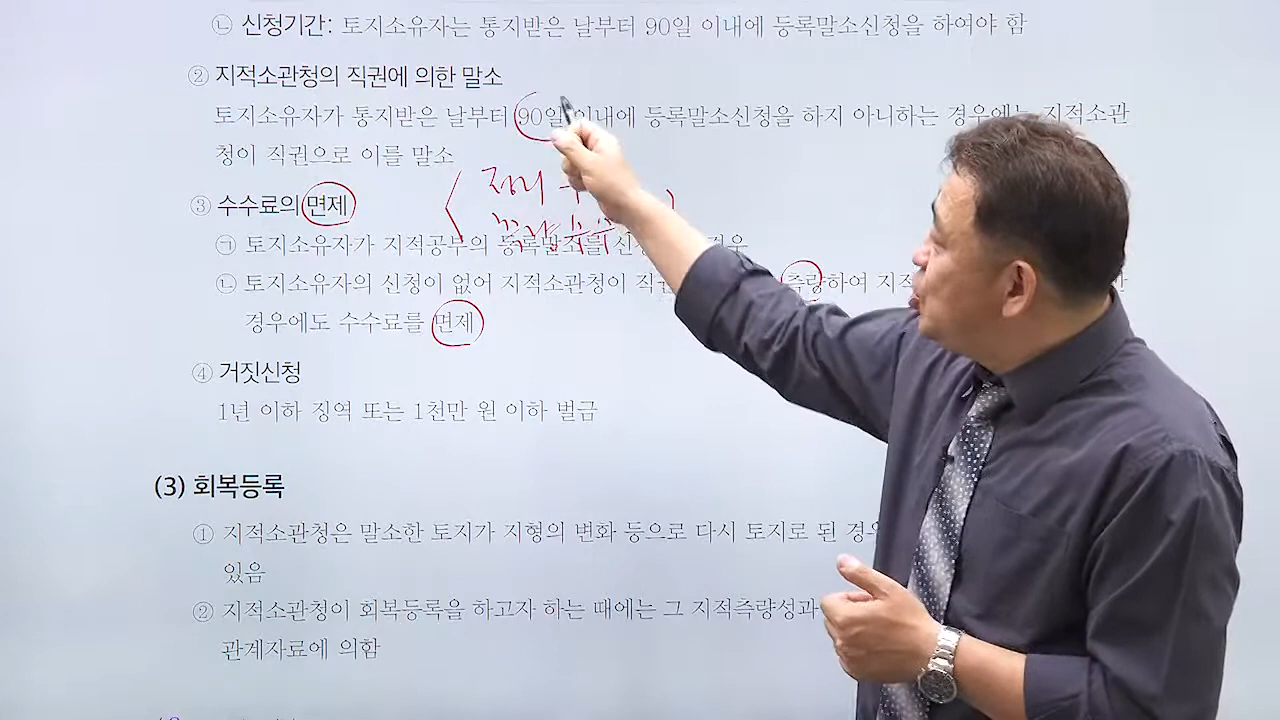 ㉡ 신청기간: 토지소유자는 통지받은 날부터 90일 이내에 등록말소신청을 하여야 함
② 지적소관청의 직권에 의한 말소
토지소유자가 통지받은 날부터 90일 이내에 등록말소신청을 하지 아니하는 경우에는 지적소관
청이 직권으로 이를 말소
정리
③ 수수료의 면제
㉠ 토지소유자가 지적공부의 등록말소를
㉡ 토지소유자의 신청이 없어 지적소관청이 측량하여
경우에도 수수료를 면제
④ 거짓신청
1년 이하 징역 또는 1천만 원 이하 벌금
(3) 회복등록
① 지적소관청은 말소한 토지가 지형의 변화 등으로 다시 토지로 된
있음
② 지적소관청이 회복등록을 하고자 하는 때에는 그 지적측량성과
관계자료에 의함